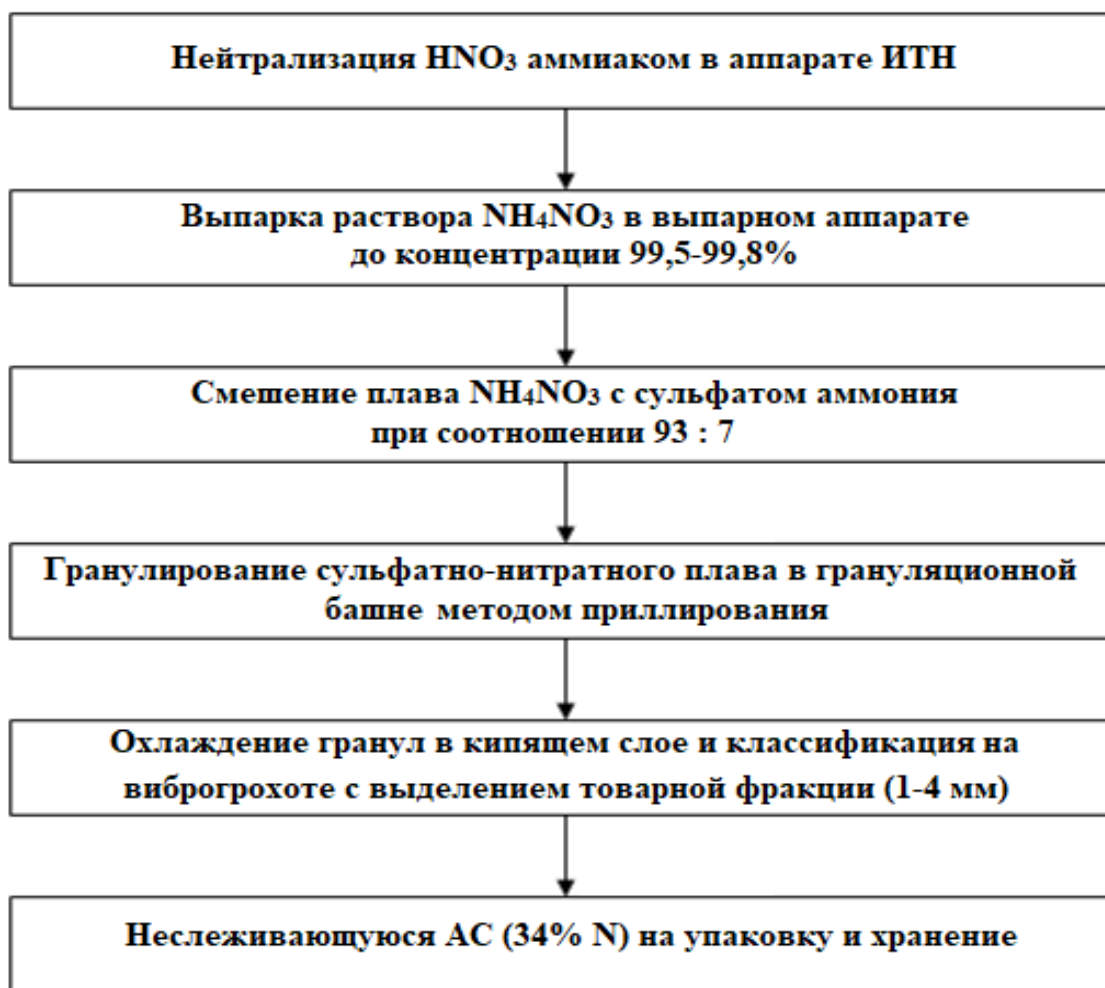 Нейтрализация HNO₃ аммиаком в аппарате ИТН
Выпарка раствора NH₄NO₃ в выпарном аппарате
до концентрации 99,5-99,8%
Смешение плава NH₄NO₃ с сульфатом аммония
при соотношении 93 : 7
Гранулирование сульфатно-нитратного плава в грануляционной
башне методом приллирования
Охлаждение гранул в кипящем слое и классификация на
виброгрохоте с выделением товарной фракции (1-4 мм)
Неслеживающуюся АС (34% N) на упаковку и хранение